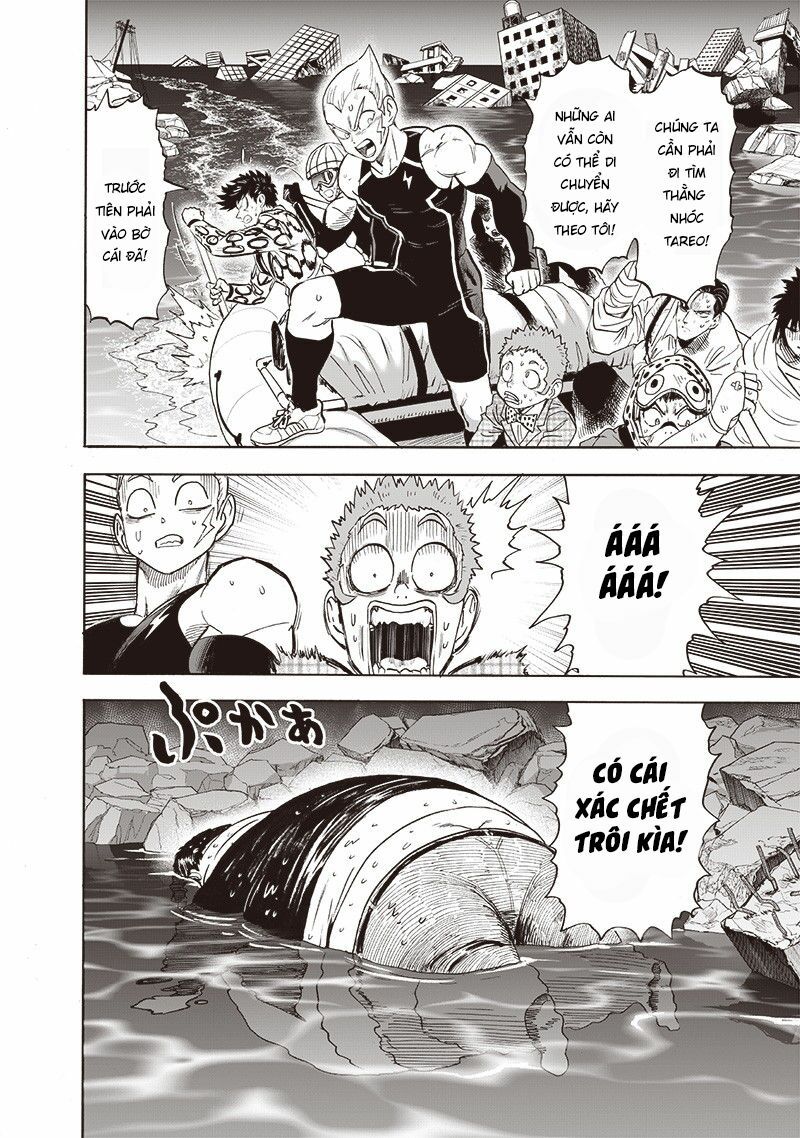 CHÚNG TA
CẦN PHẢI
ĐI TÌM
THẰNG
NHÓC
TAREO!
NHỮNG AI
VẪN CÒN
CÓ THỂ DI
CHUYỂN
ĐƯỢC, HÃY
THEO TÔI!
TRƯỚC
TIÊN PHẢI
VÀO BỜ
CÁI ĐÃ!
ÁÁÁ
ÁÁÁ!
ぷかあ
CÓ CÁI
XÁC CHẾT
TRÔI KÌA!